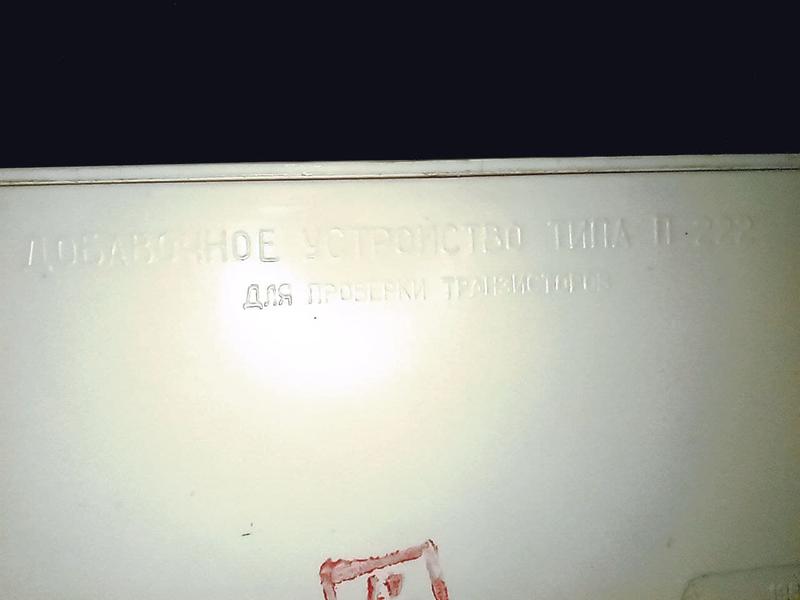 ДОБАВОЧНОЕ УСТРОЙСТВО ТИПА П-222
ДЛЯ ПРОВЕРКИ ТРАНЗИСТОРОВ